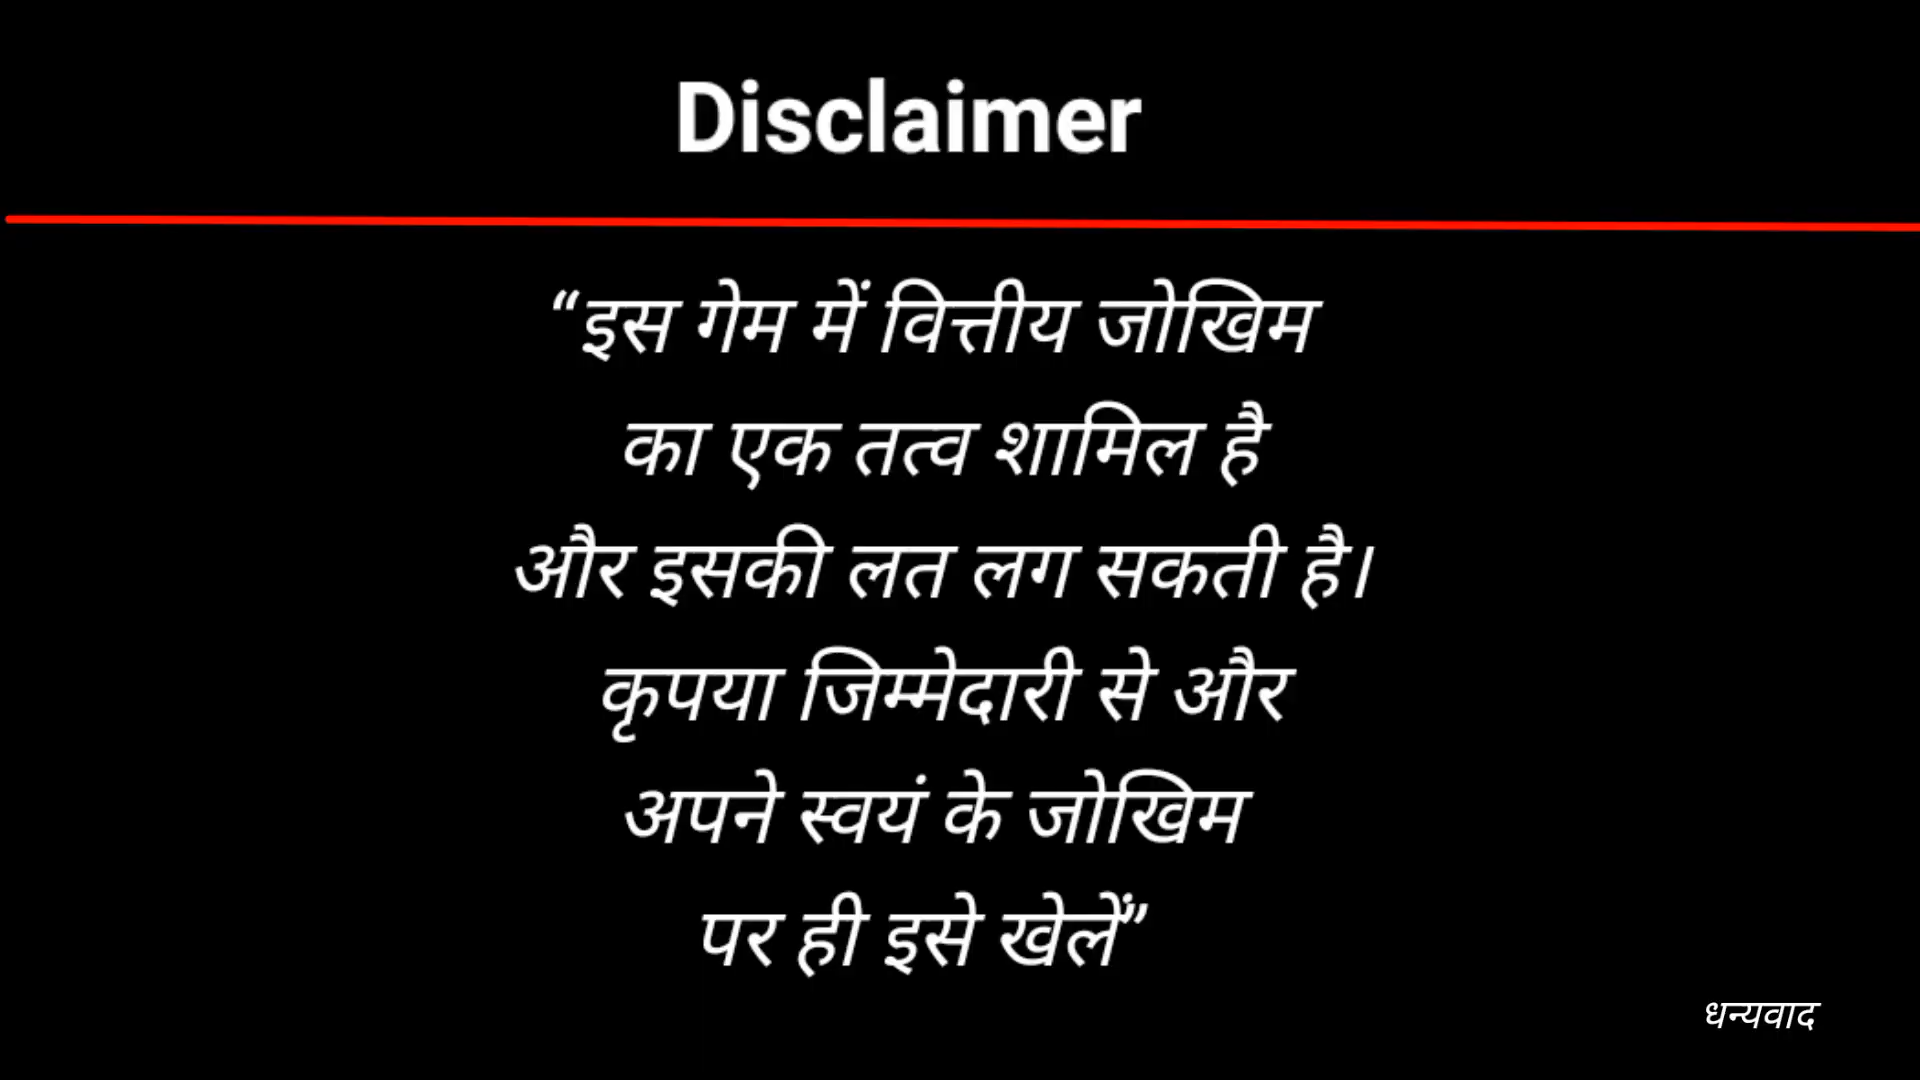 Disclaimer
“इस गेम में वित्तीय जोखिम
का एक तत्व शामिल है
और इसकी लत लग सकती है।
कृपया जिम्मेदारी से और
अपने स्वयं के जोखिम
पर ही इसे खेलें”
धन्यवाद